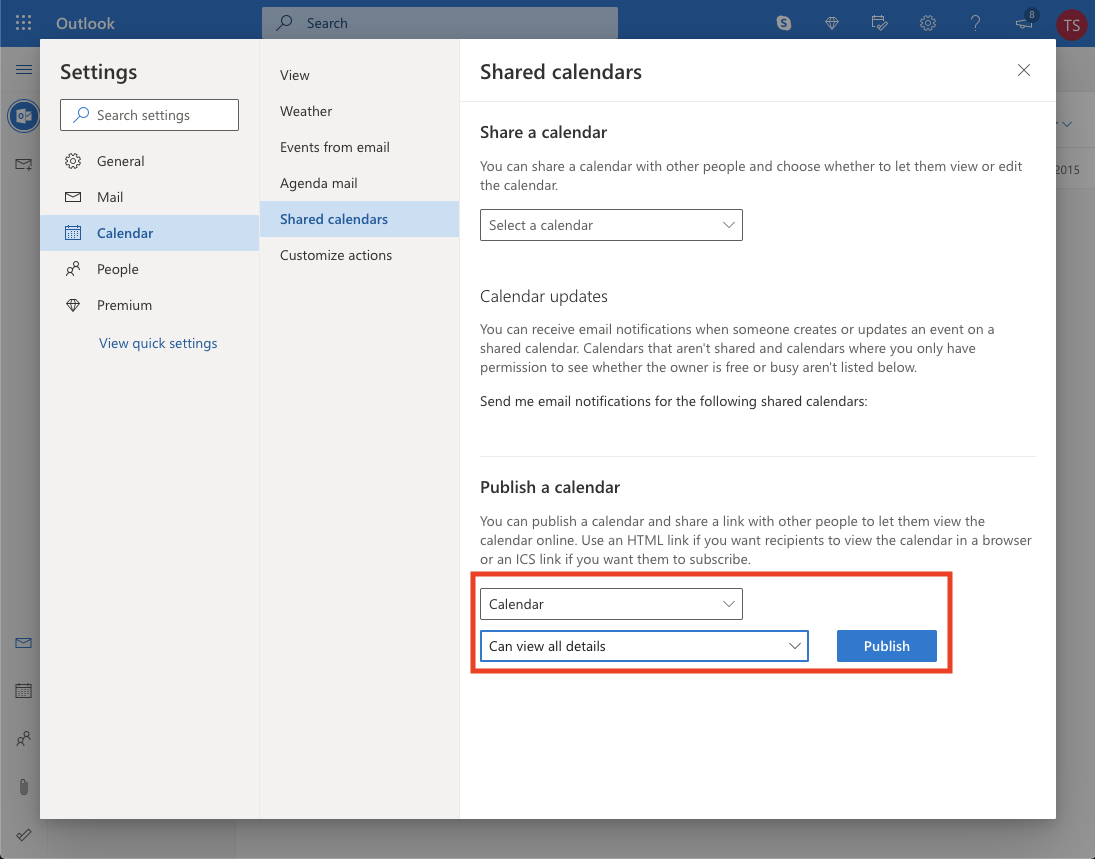 Outlook
Search
8
TS
Settings
Search settings
General
Mail
Calendar
People
Premium
View quick settings
View
Weather
Events from email
Agenda mail
Shared calendars
Customize actions
Shared calendars
Share a calendar
You can share a calendar with other people and choose whether to let them view or edit
the calendar.
Select a calendar
Calendar updates
You can receive email notifications when someone creates or updates an event on a
shared calendar. Calendars that aren't shared and calendars where you only have
permission to see whether the owner is free or busy aren't listed below.
Send me email notifications for the following shared calendars:
Publish a calendar
You can publish a calendar and share a link with other people to let them view the
calendar online. Use an HTML link if you want recipients to view the calendar in a browser
or an ICS link if you want them to subscribe.
Calendar
Can view all details
Publish
2015